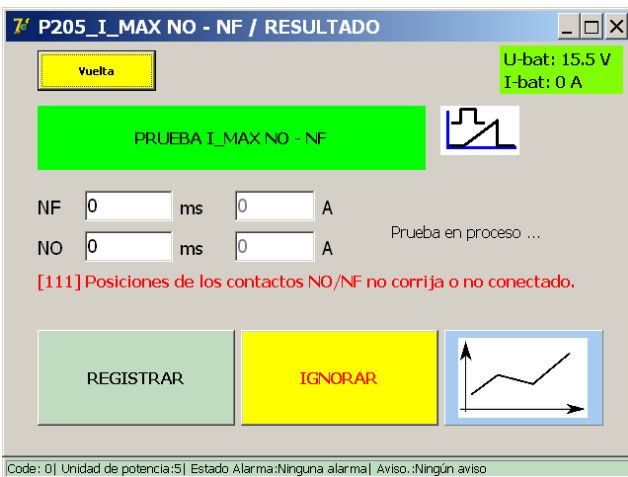 P205_I_MAX NO - NF / RESULTADO
Vuelta
U-bat: 15.5 V
I-bat: 0 A
PRUEBA I_MAX NO - NF
NF 0 ms 0 A
NO 0 ms 0 A
Prueba en proceso ...
[111] Posiciones de los contactos NO/NF no corrija o no conectado.
REGISTRAR
IGNORAR
Code: 0| Unidad de potencia:5| Estado Alarma:Ninguna alarma| Aviso.:Ningún aviso